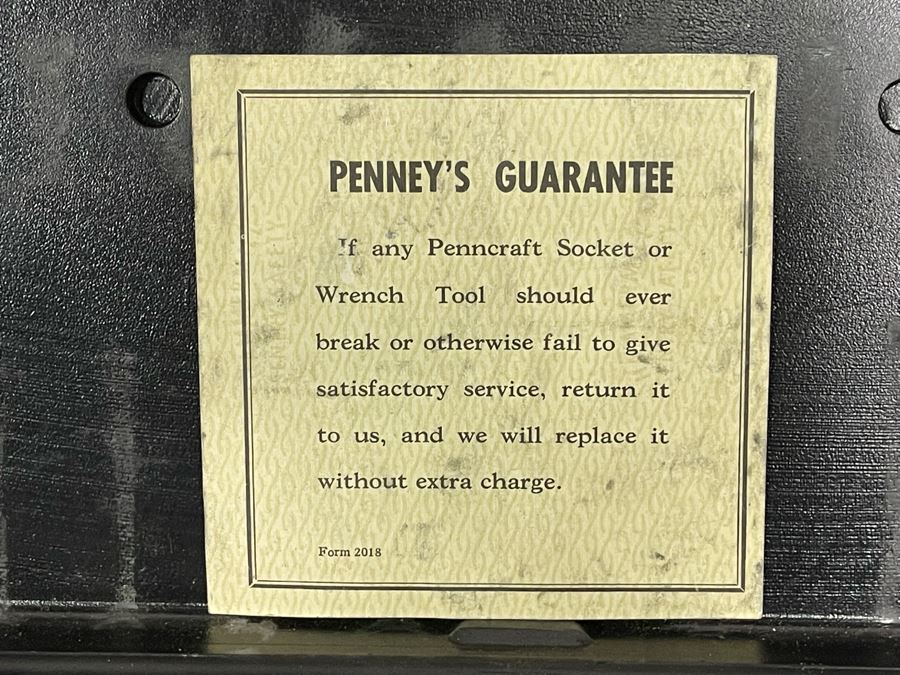 PENNEY'S GUARANTEE
If any Penncraft Socket or
Wrench Tool should ever
break or otherwise fail to give
satisfactory service, return it
to us, and we will replace it
without extra charge.
Form 2018